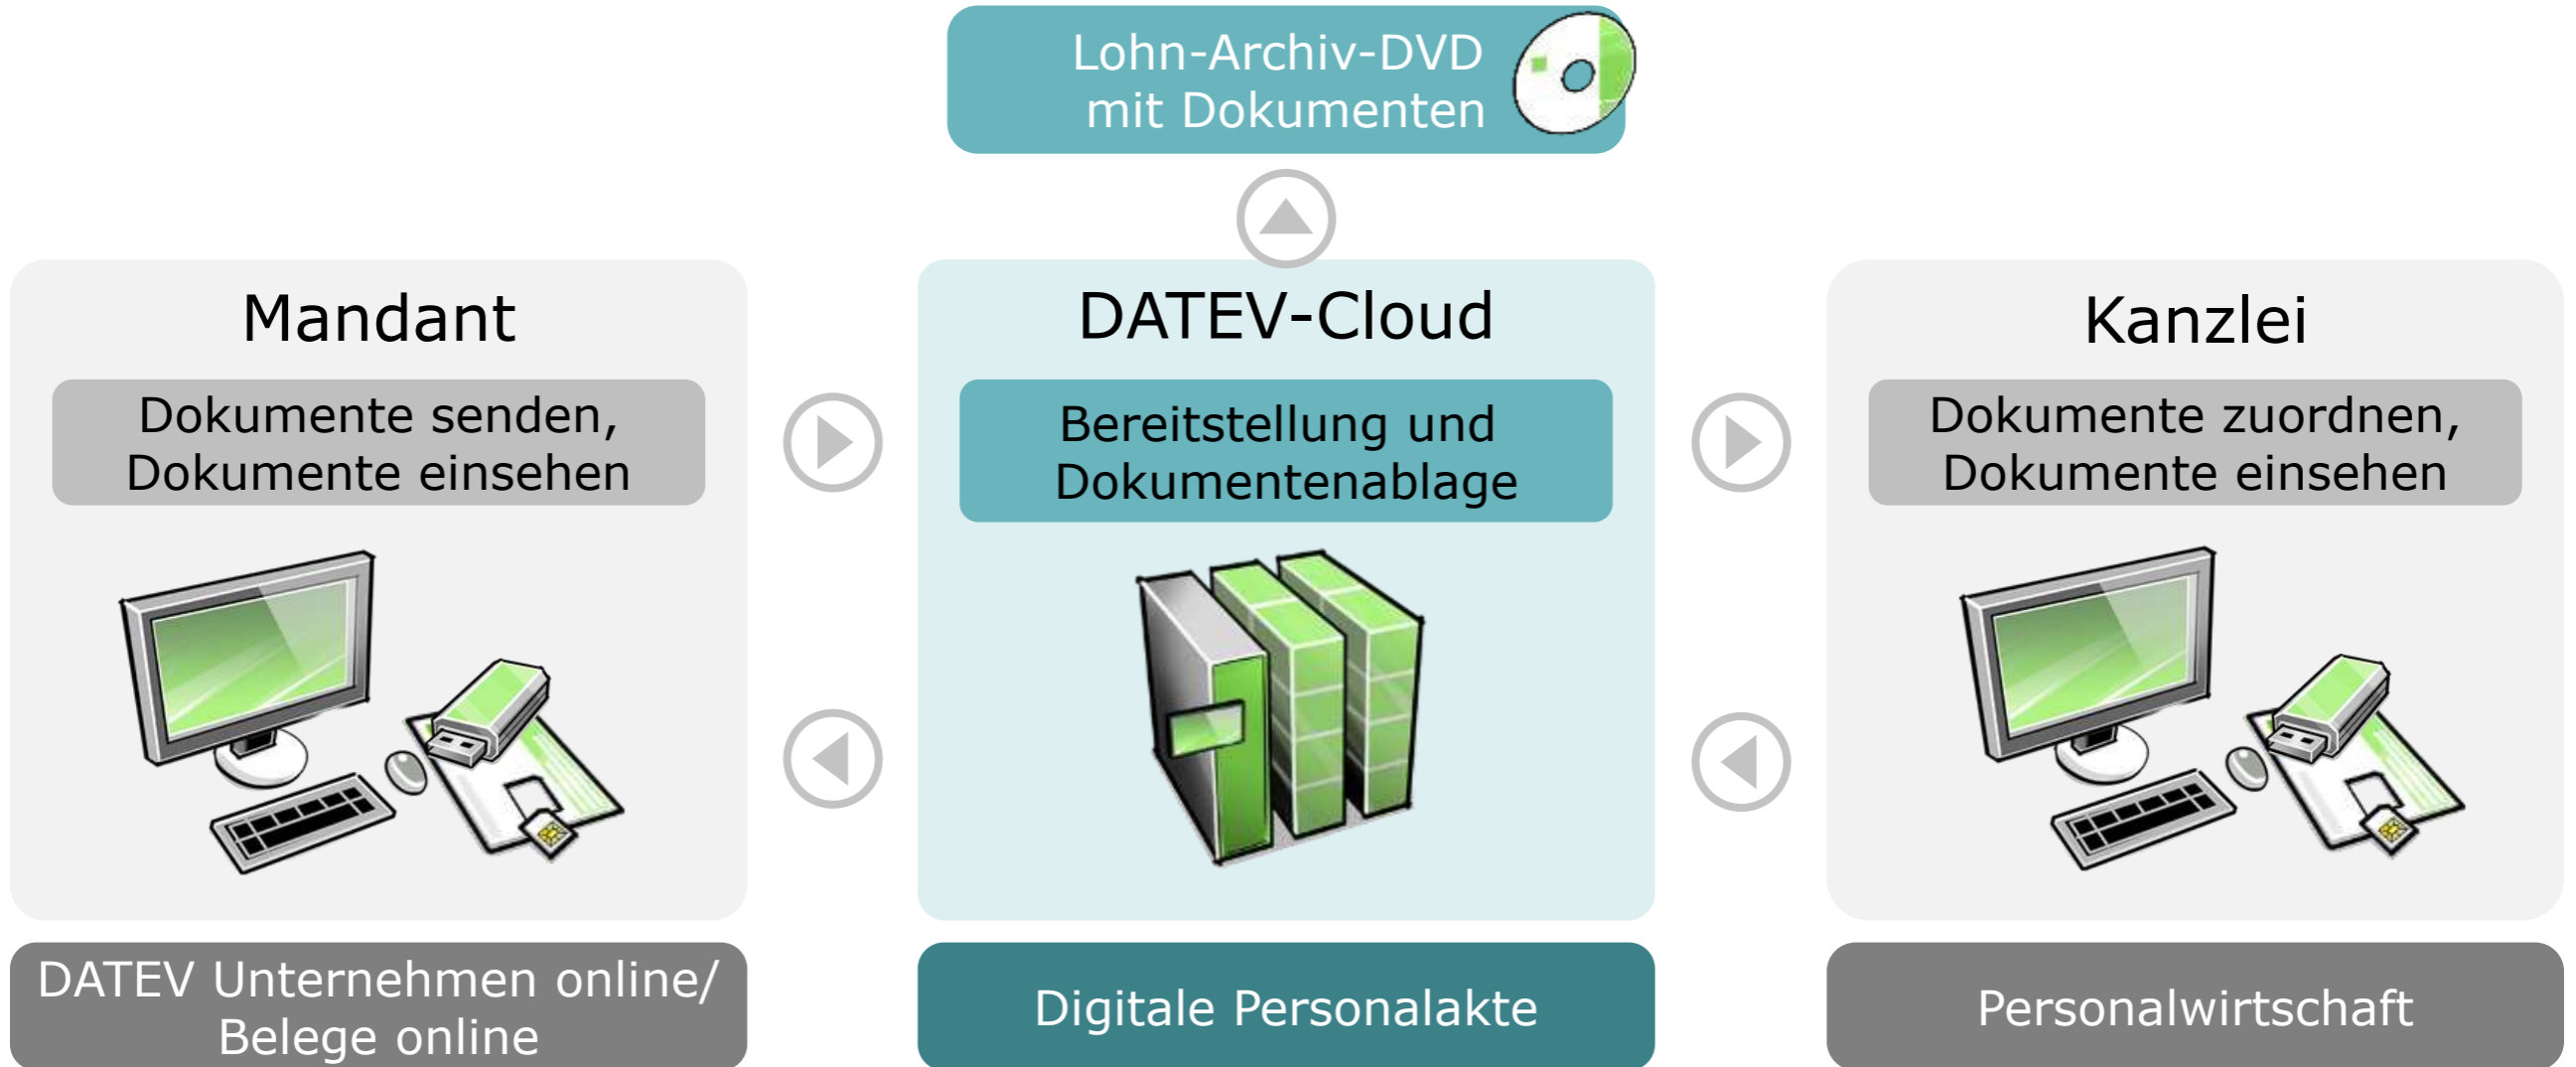 Lohn-Archiv-DVD
mit Dokumenten
Mandant
Dokumente senden,
Dokumente einsehen
DATEV Unternehmen online/
Belege online
DATEV-Cloud
Bereitstellung und
Dokumentenablage
Digitale Personalakte
Kanzlei
Dokumente zuordnen,
Dokumente einsehen
Personalwirtschaft